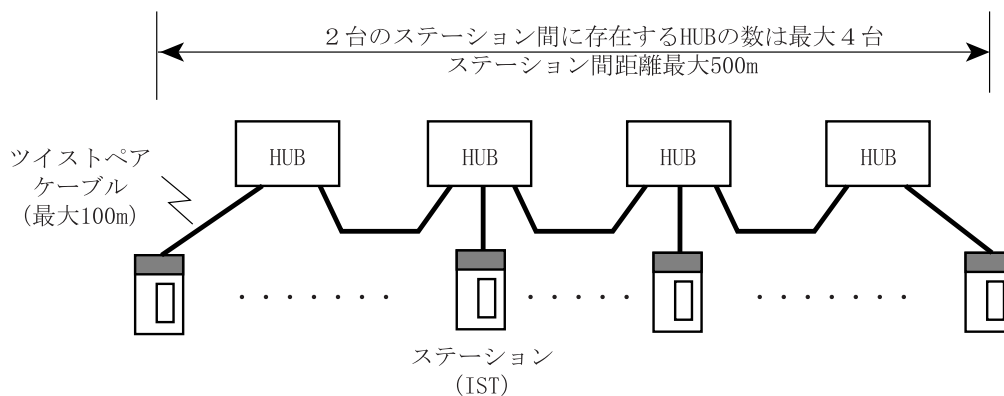 ２台のステーション間に存在するHUBの数は最大４台
ステーション間距離最大500m
HUB
HUB
HUB
HUB
ツイストペア
ケーブル
(最大100m)
ステーション
(IST)